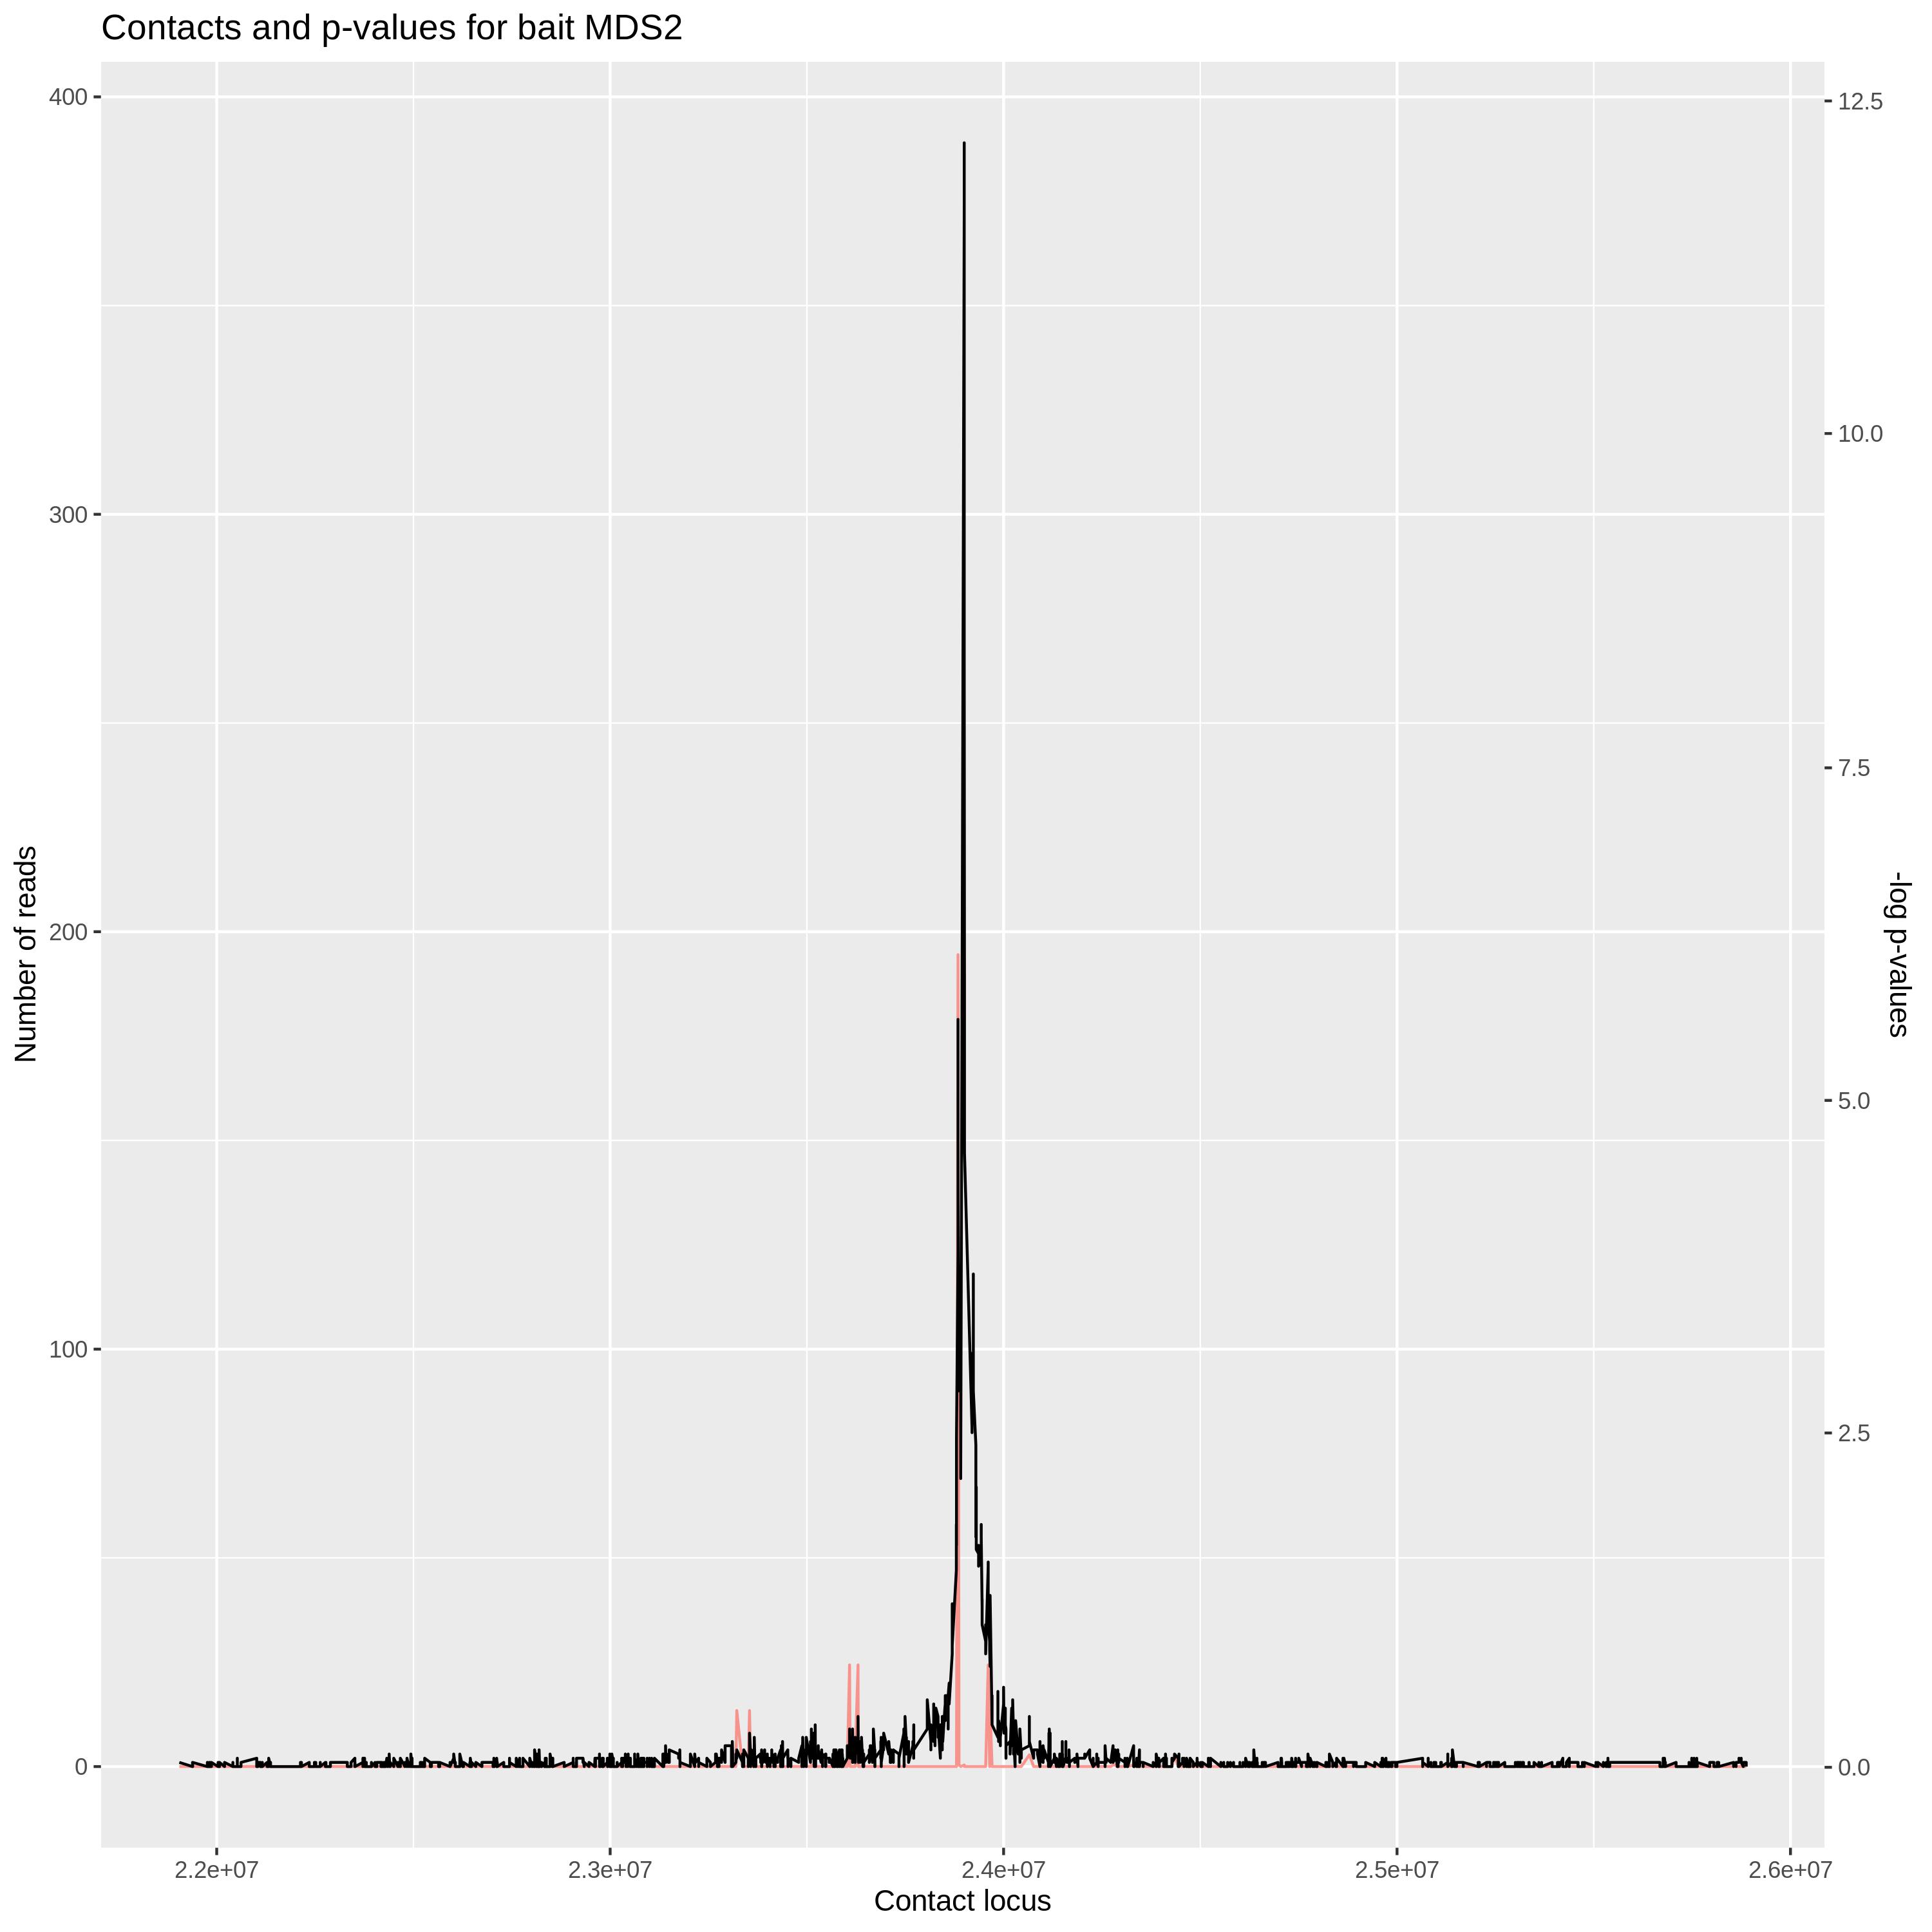 Contacts and p-values for bait MDS2
400
300
200
100
0
12.5
10.0
7.5
5.0
2.5
0.0
Number of reads
-log p-values
2.2e+07
2.3e+07
2.4e+07
2.5e+07
2.6e+07
Contact locus